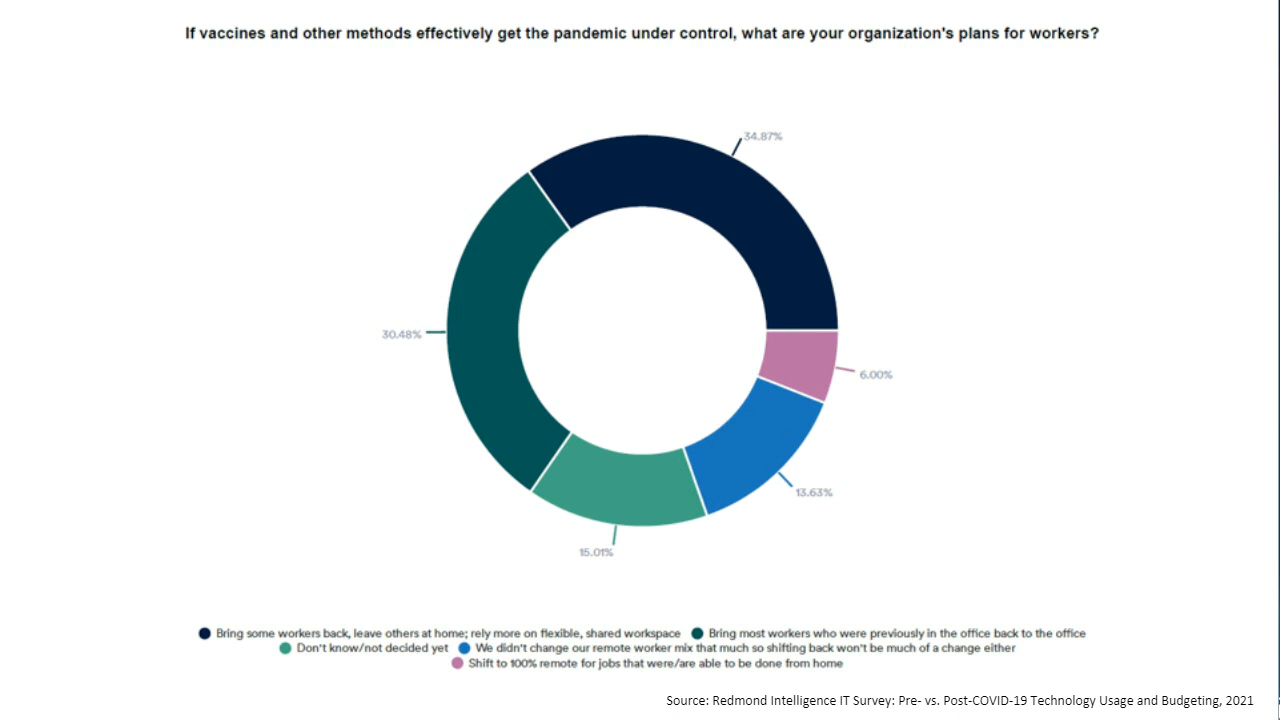 If vaccines and other methods effectively get the pandemic under control, what are your organization's plans for workers?
34.87%
30.48%
6.00%
13.63%
15.01%
Bring some workers back, leave others at home; rely more on flexible, shared workspace Bring most workers who were previously in the office back to the office
Don't know/not decided yet We didn't change our remote worker mix that much so shifting back won't be much of a change either
Shift to 100% remote for jobs that were/are able to be done from home
Source: Redmond Intelligence IT Survey: Pre- vs. Post-COVID-19 Technology Usage and Budgeting, 2021